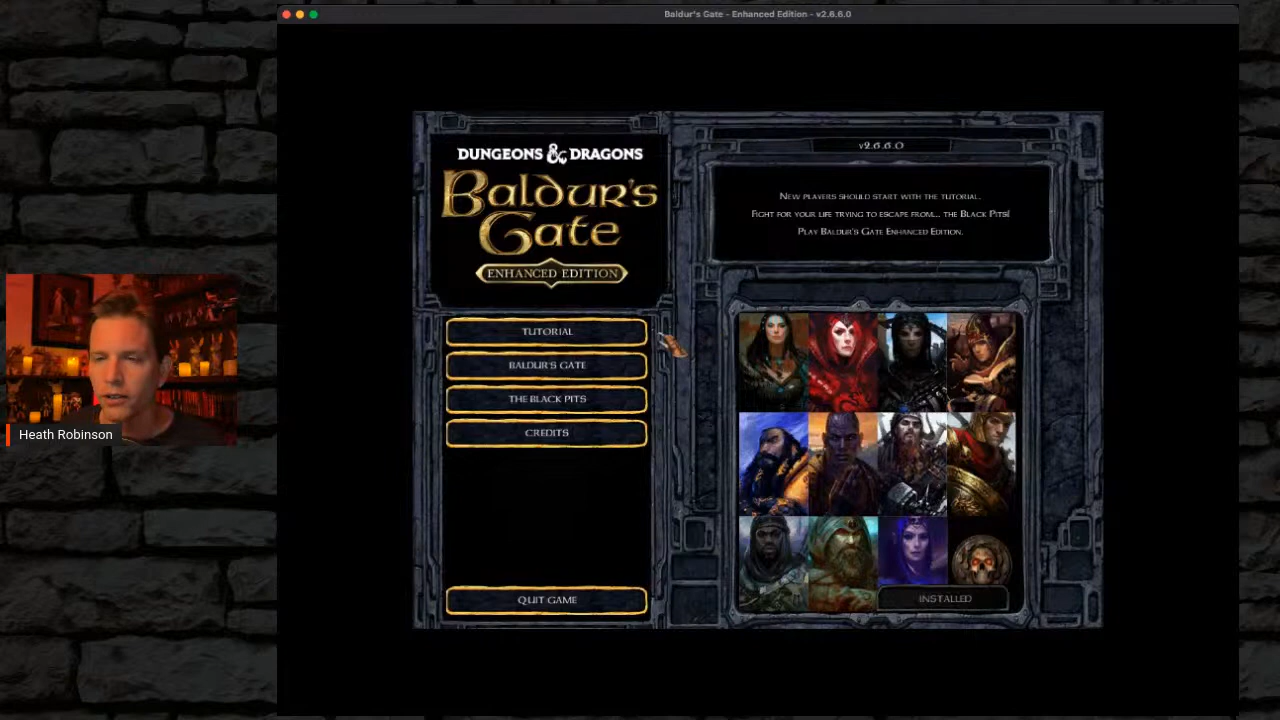 Baldur's Gate - Enhanced Edition - v2.6.6.0
DUNGEONS & DRAGONS
Baldur's
Gate
ENHANCED EDITION
v2.6.6.0
NEW PLAYERS SHOULD START WITH THE TUTORIAL.
FIGHT FOR YOUR LIFE TRYING TO ESCAPE FROM... THE BLACK PITS!
PLAY BALDUR'S GATE ENHANCED EDITION.
TUTORIAL
BALDUR'S GATE
THE BLACK PITS
CREDITS
QUIT GAME
INSTALLED
Heath Robinson